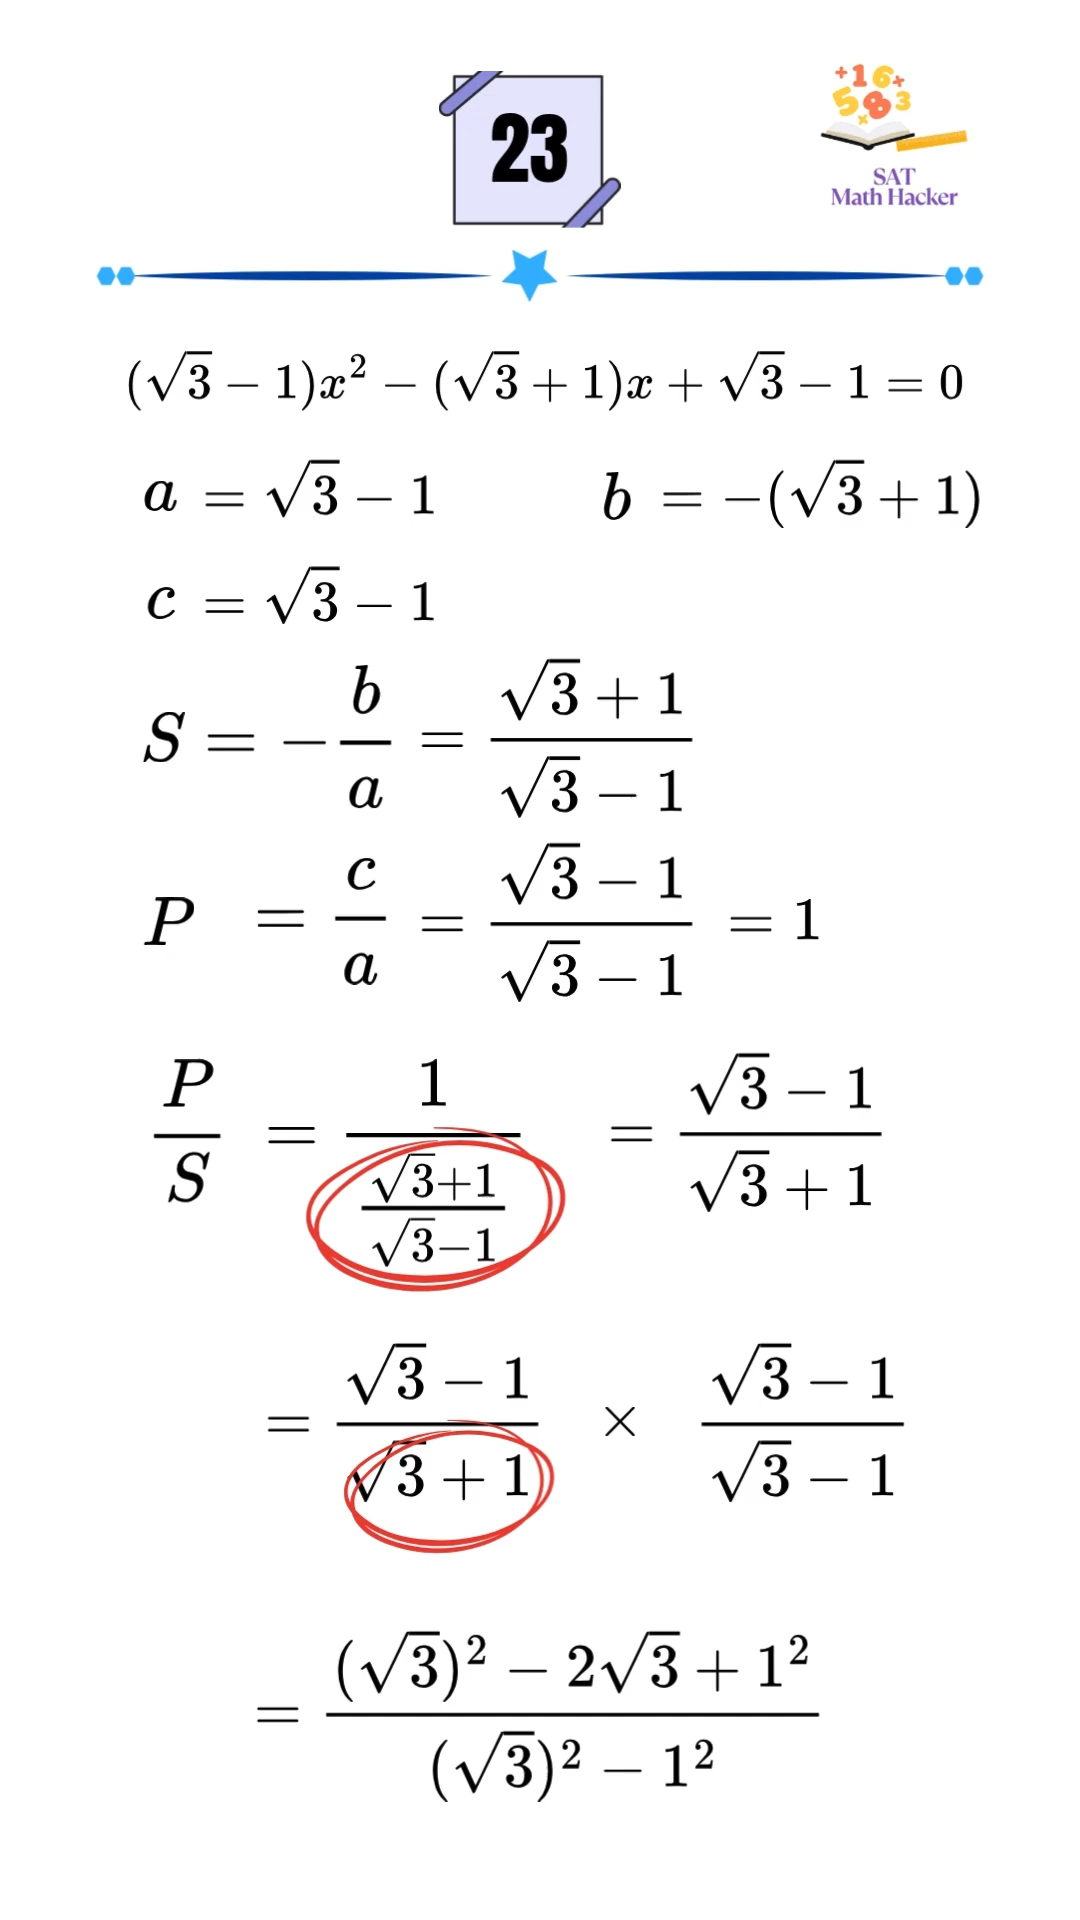 23
+16+
5×83
SAT
Math Hacker
(√3 − 1)x² − (√3 + 1)x + √3 − 1 = 0
a = √3 − 1 b = −(√3 + 1)
c = √3 − 1
S = − b/a = (√3 + 1)/(√3 − 1)
P = c/a = (√3 − 1)/(√3 − 1) = 1
P/S = 1/((√3+1)/(√3−1)) = (√3 − 1)/(√3 + 1)
= (√3 − 1)/(√3 + 1) × (√3 − 1)/(√3 − 1)
= ((√3)² − 2√3 + 1²)/((√3)² − 1²)